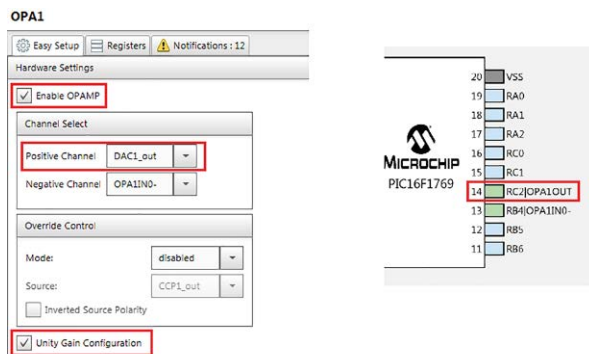 OPA1
Easy Setup
Registers
Notifications : 12
Hardware Settings
Enable OPAMP
Channel Select
Positive Channel
DAC1_out
Negative Channel
OPA1IN0-
Override Control
Mode:
disabled
Source:
CCP1_out
Inverted Source Polarity
Unity Gain Configuration
MICROCHIP
PIC16F1769
20 VSS
19 RA0
18 RA1
17 RA2
16 RC0
15 RC1
14 RC2|OPA1OUT
13 RB4|OPA1IN0-
12 RB5
11 RB6